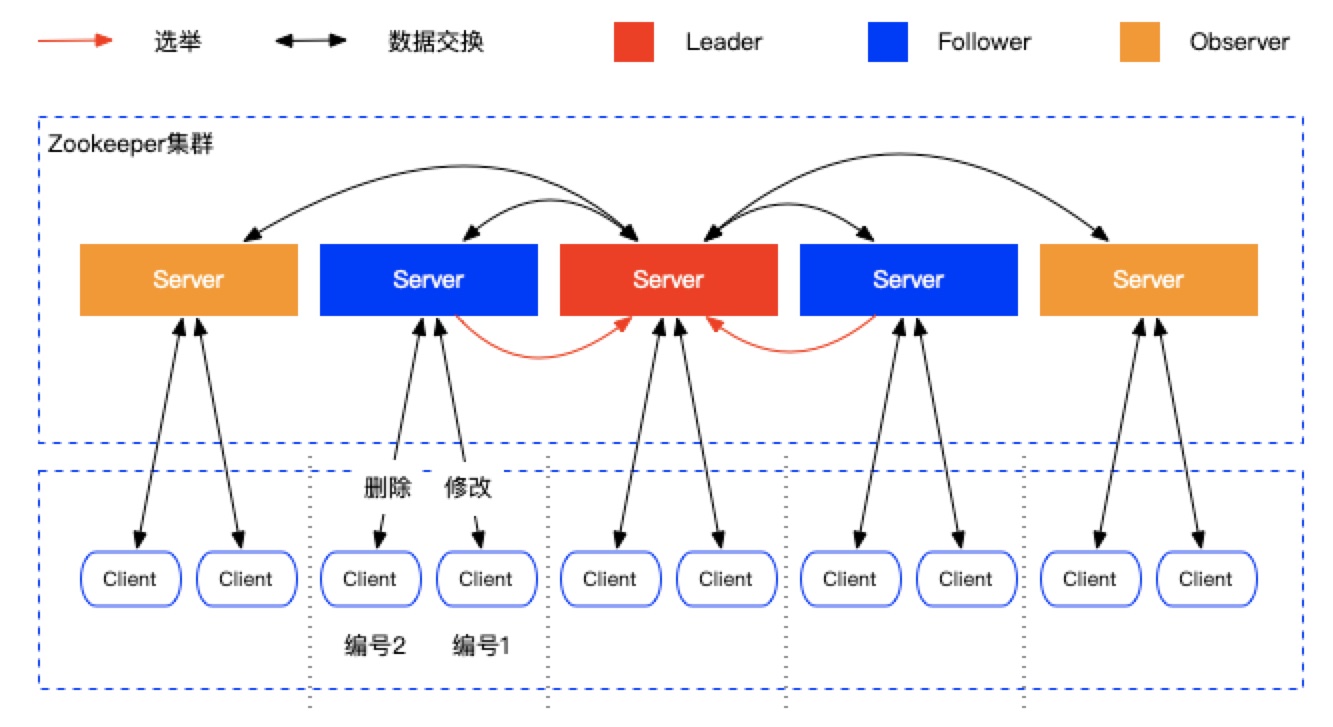 选举
数据交换
Leader
Follower
Observer
Zookeeper集群
Server
Server
Server
Server
Server
删除
修改
Client
Client
Client
Client
Client
Client
Client
Client
Client
Client
编号2
编号1